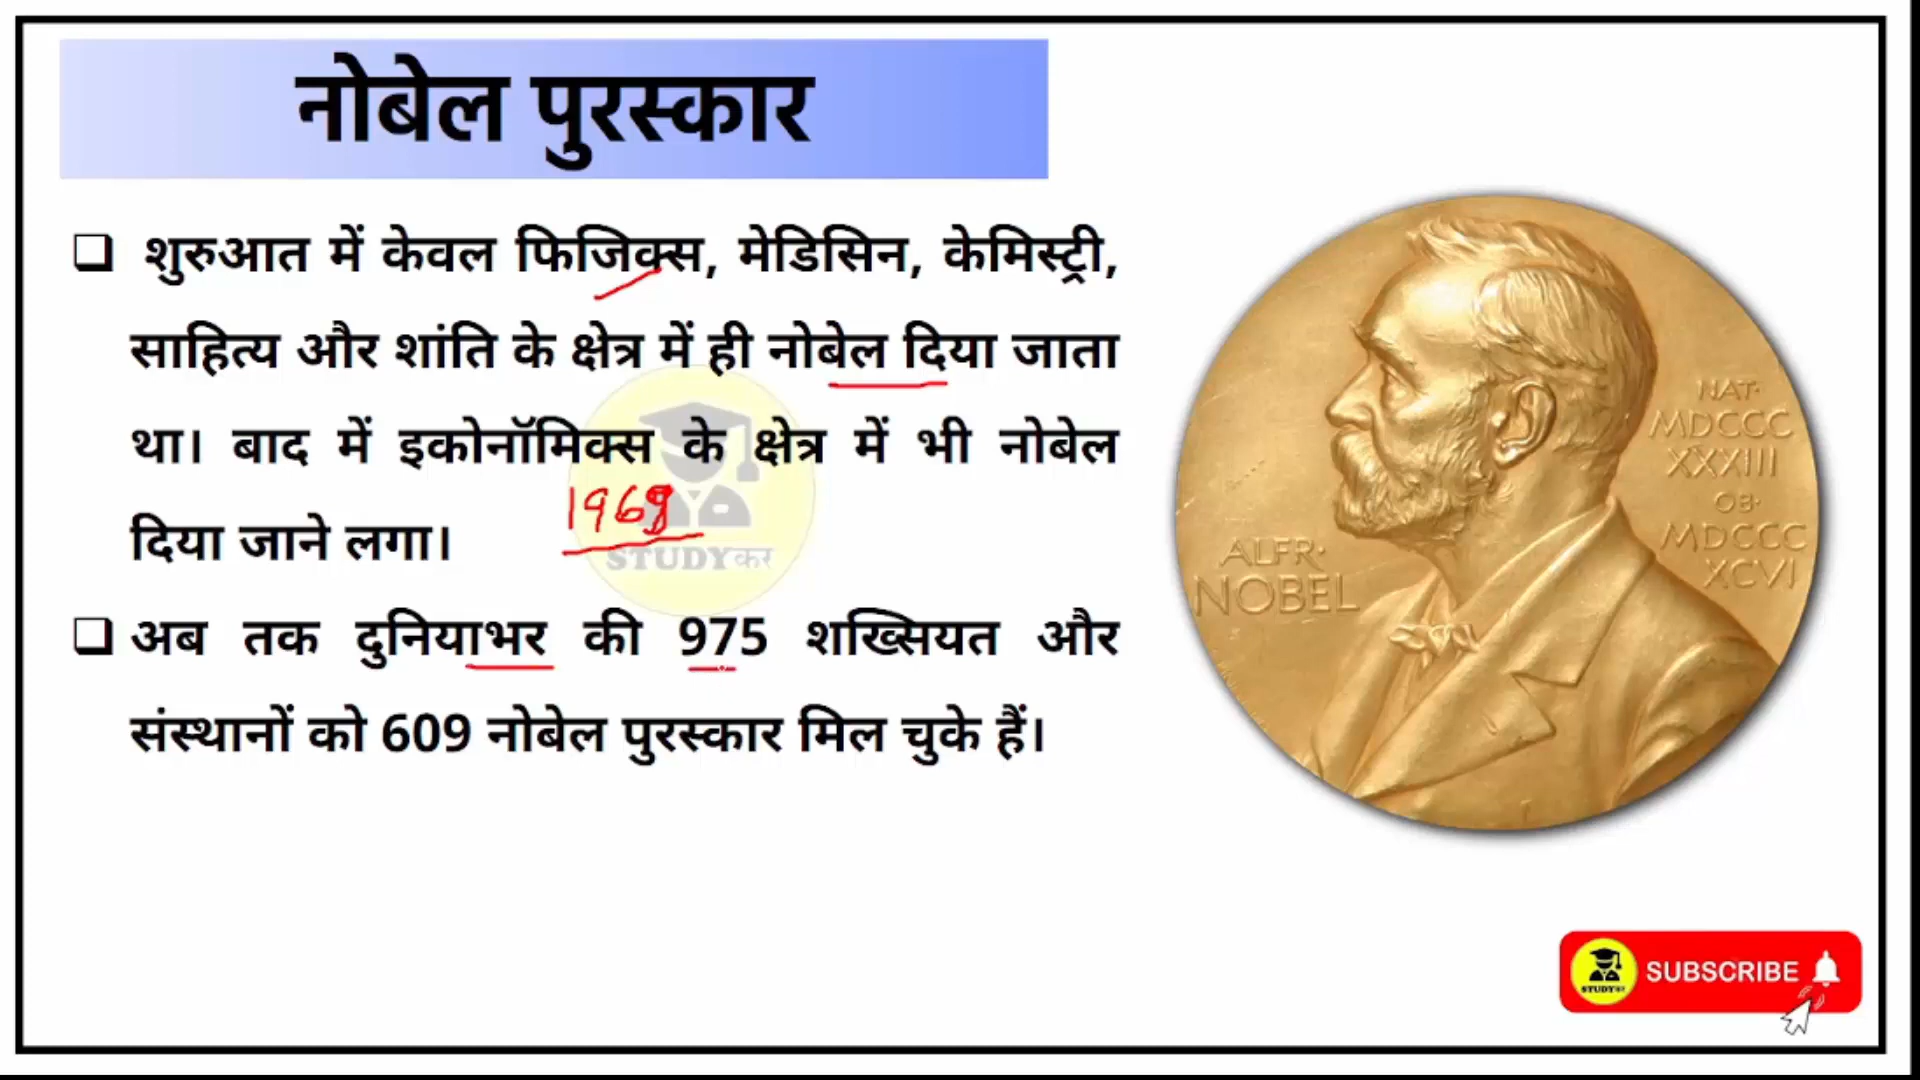 नोबेल पुरस्कार
❑ शुरुआत में केवल फिजिक्स, मेडिसिन, केमिस्ट्री,
साहित्य और शांति के क्षेत्र में ही नोबेल दिया जाता
था। बाद में इकोनॉमिक्स के क्षेत्र में भी नोबेल
दिया जाने लगा।
1969
STUDYकर
❑ अब तक दुनियाभर की 975 शख्सियत और
संस्थानों को 609 नोबेल पुरस्कार मिल चुके हैं।
NAT·
MDCCC
XXXIII
OB·
MDCCC
XCVI
ALFR·
NOBEL
STUDYकर
SUBSCRIBE